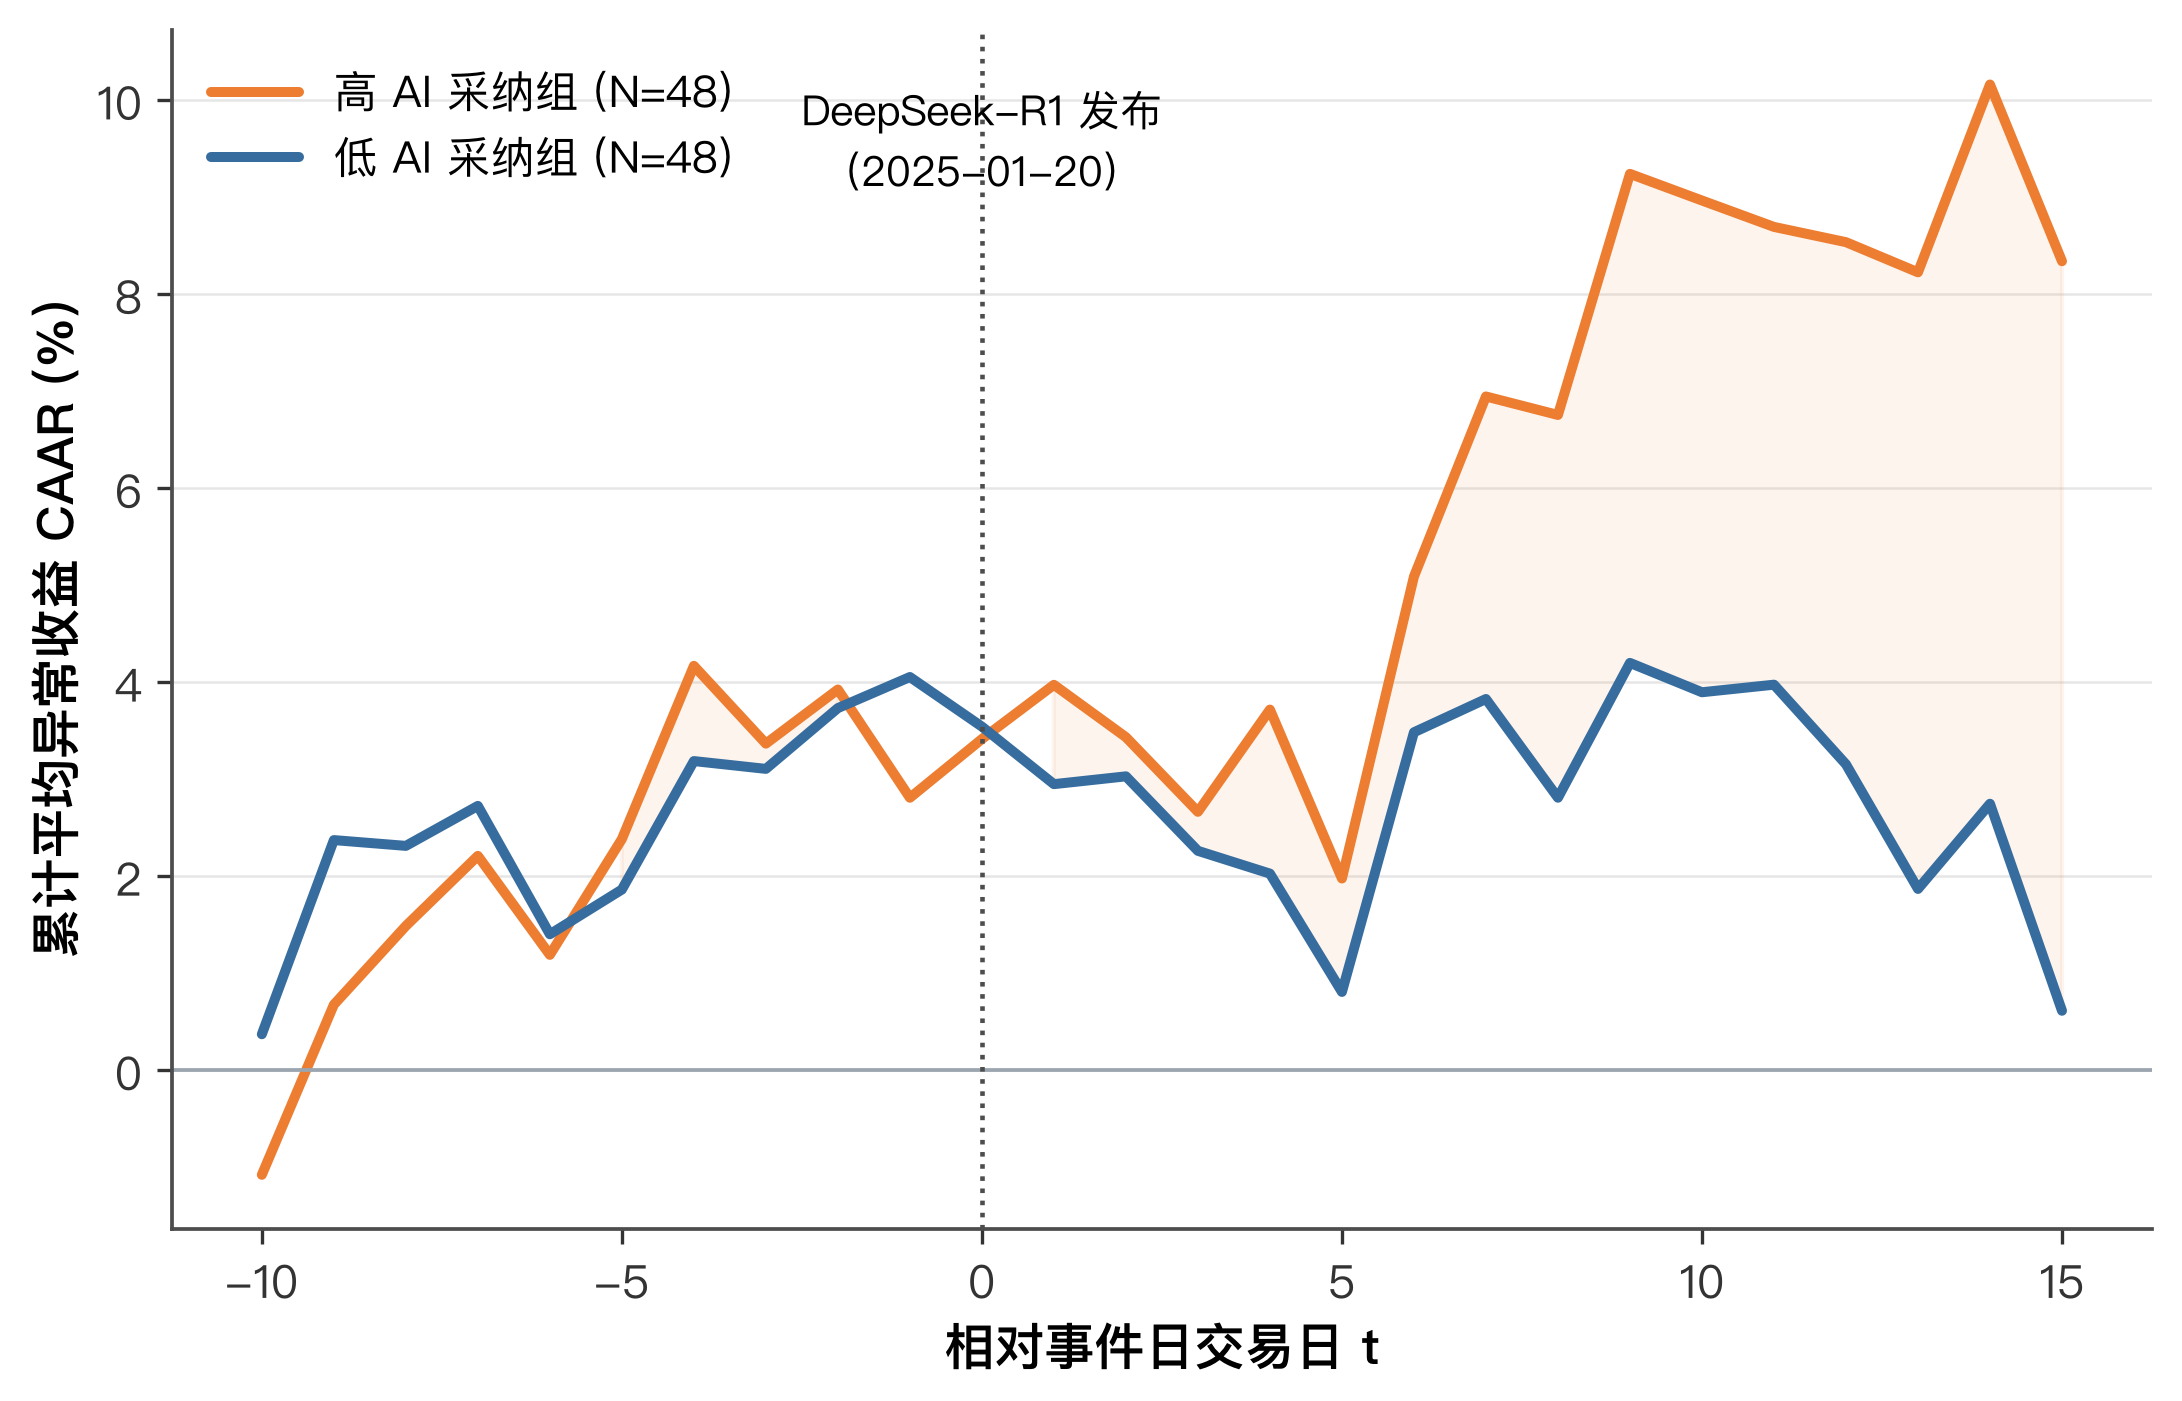 高 AI 采纳组 (N=48)
低 AI 采纳组 (N=48)
DeepSeek–R1 发布
(2025–01–20)
累计平均异常收益 CAAR (%)
10
8
6
4
2
0
–10
–5
0
5
10
15
相对事件日交易日 t